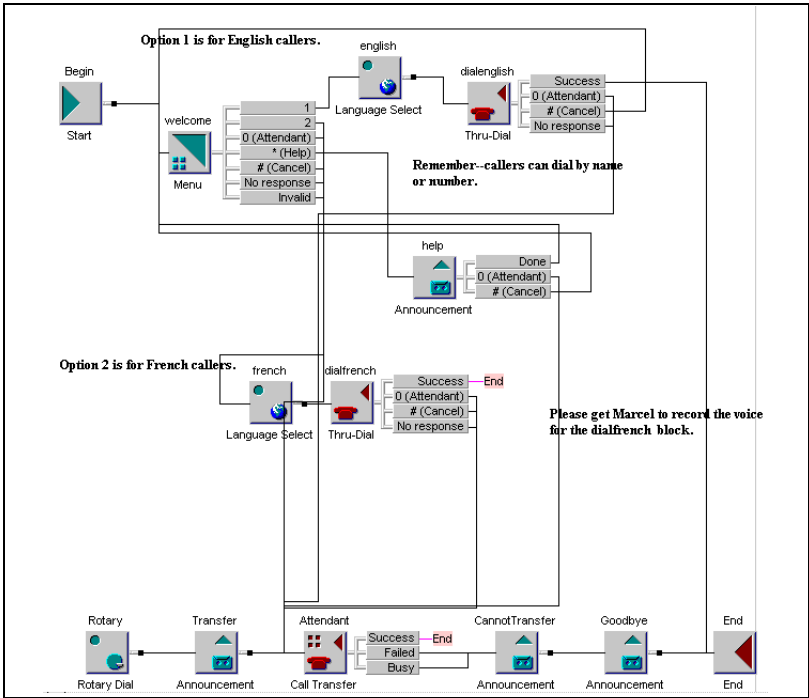 Option 1 is for English callers.
english
Language Select
dialenglish
Thru-Dial
Success
0 (Attendant)
# (Cancel)
No response
Begin
Start
welcome
Menu
1
2
0 (Attendant)
* (Help)
# (Cancel)
No response
Invalid
Remember--callers can dial by name
or number.
help
Announcement
Done
0 (Attendant)
# (Cancel)
Option 2 is for French callers.
french
Language Select
dialfrench
Thru-Dial
Success
End
0 (Attendant)
# (Cancel)
No response
Please get Marcel to record the voice
for the dialfrench block.
Rotary
Rotary Dial
Transfer
Announcement
Attendant
Call Transfer
Success
End
Failed
Busy
CannotTransfer
Announcement
Goodbye
Announcement
End
End